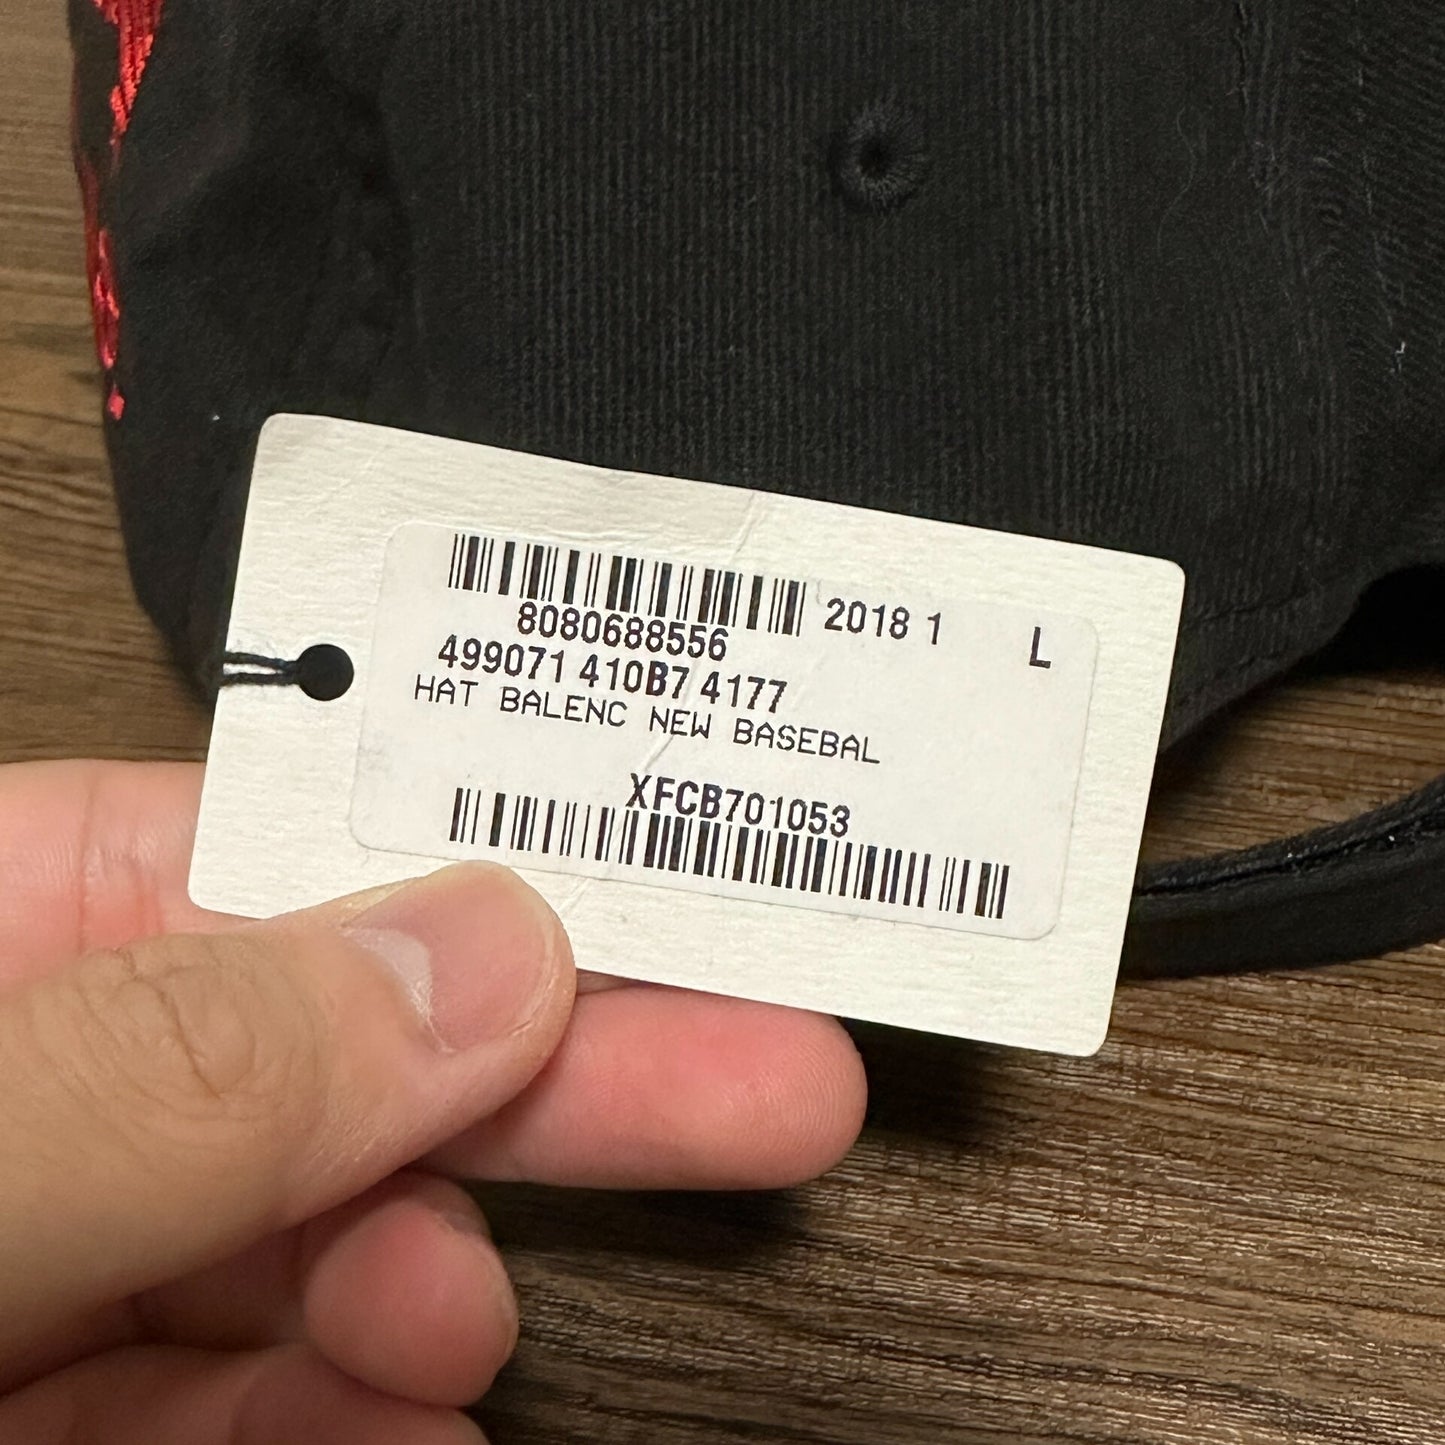 2018 1 L
8080688556
499071 410B7 4177
HAT BALENC NEW BASEBAL
XFCB701053